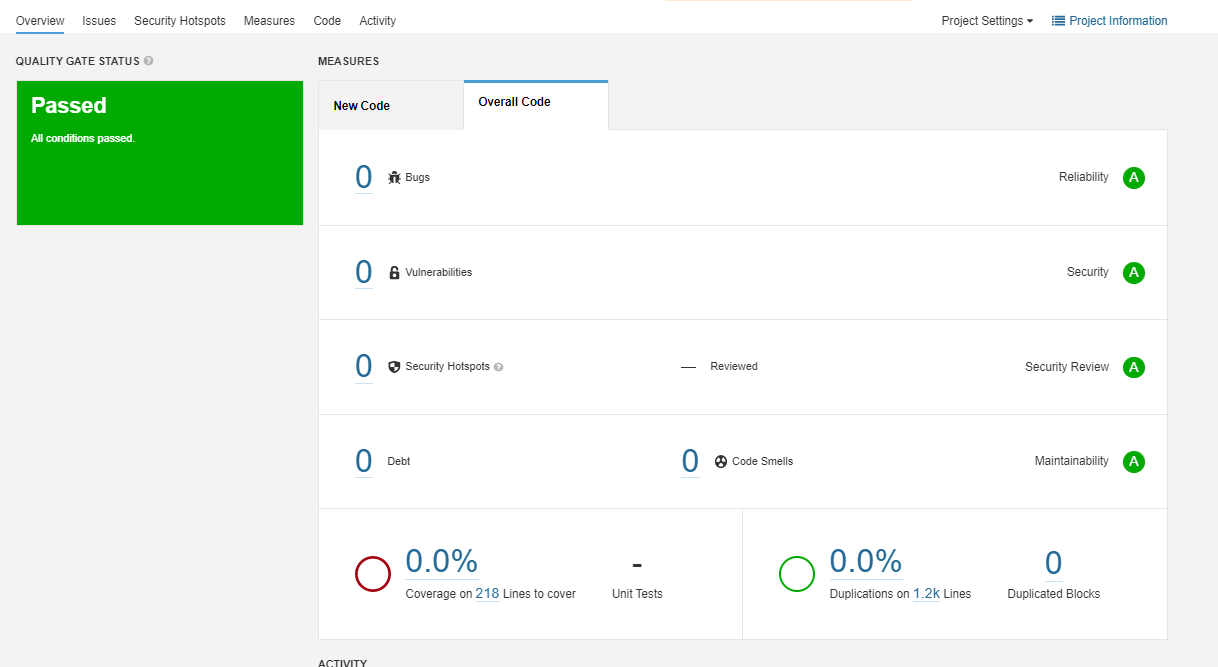 Overview Issues Security Hotspots Measures Code Activity Project Settings Project Information
QUALITY GATE STATUS
Passed
All conditions passed.
MEASURES
New Code Overall Code
0 Bugs Reliability A
0 Vulnerabilities Security A
0 Security Hotspots — Reviewed Security Review A
0 Debt 0 Code Smells Maintainability A
0.0% -
Coverage on 218 Lines to cover Unit Tests
0.0% 0
Duplications on 1.2k Lines Duplicated Blocks
ACTIVITY